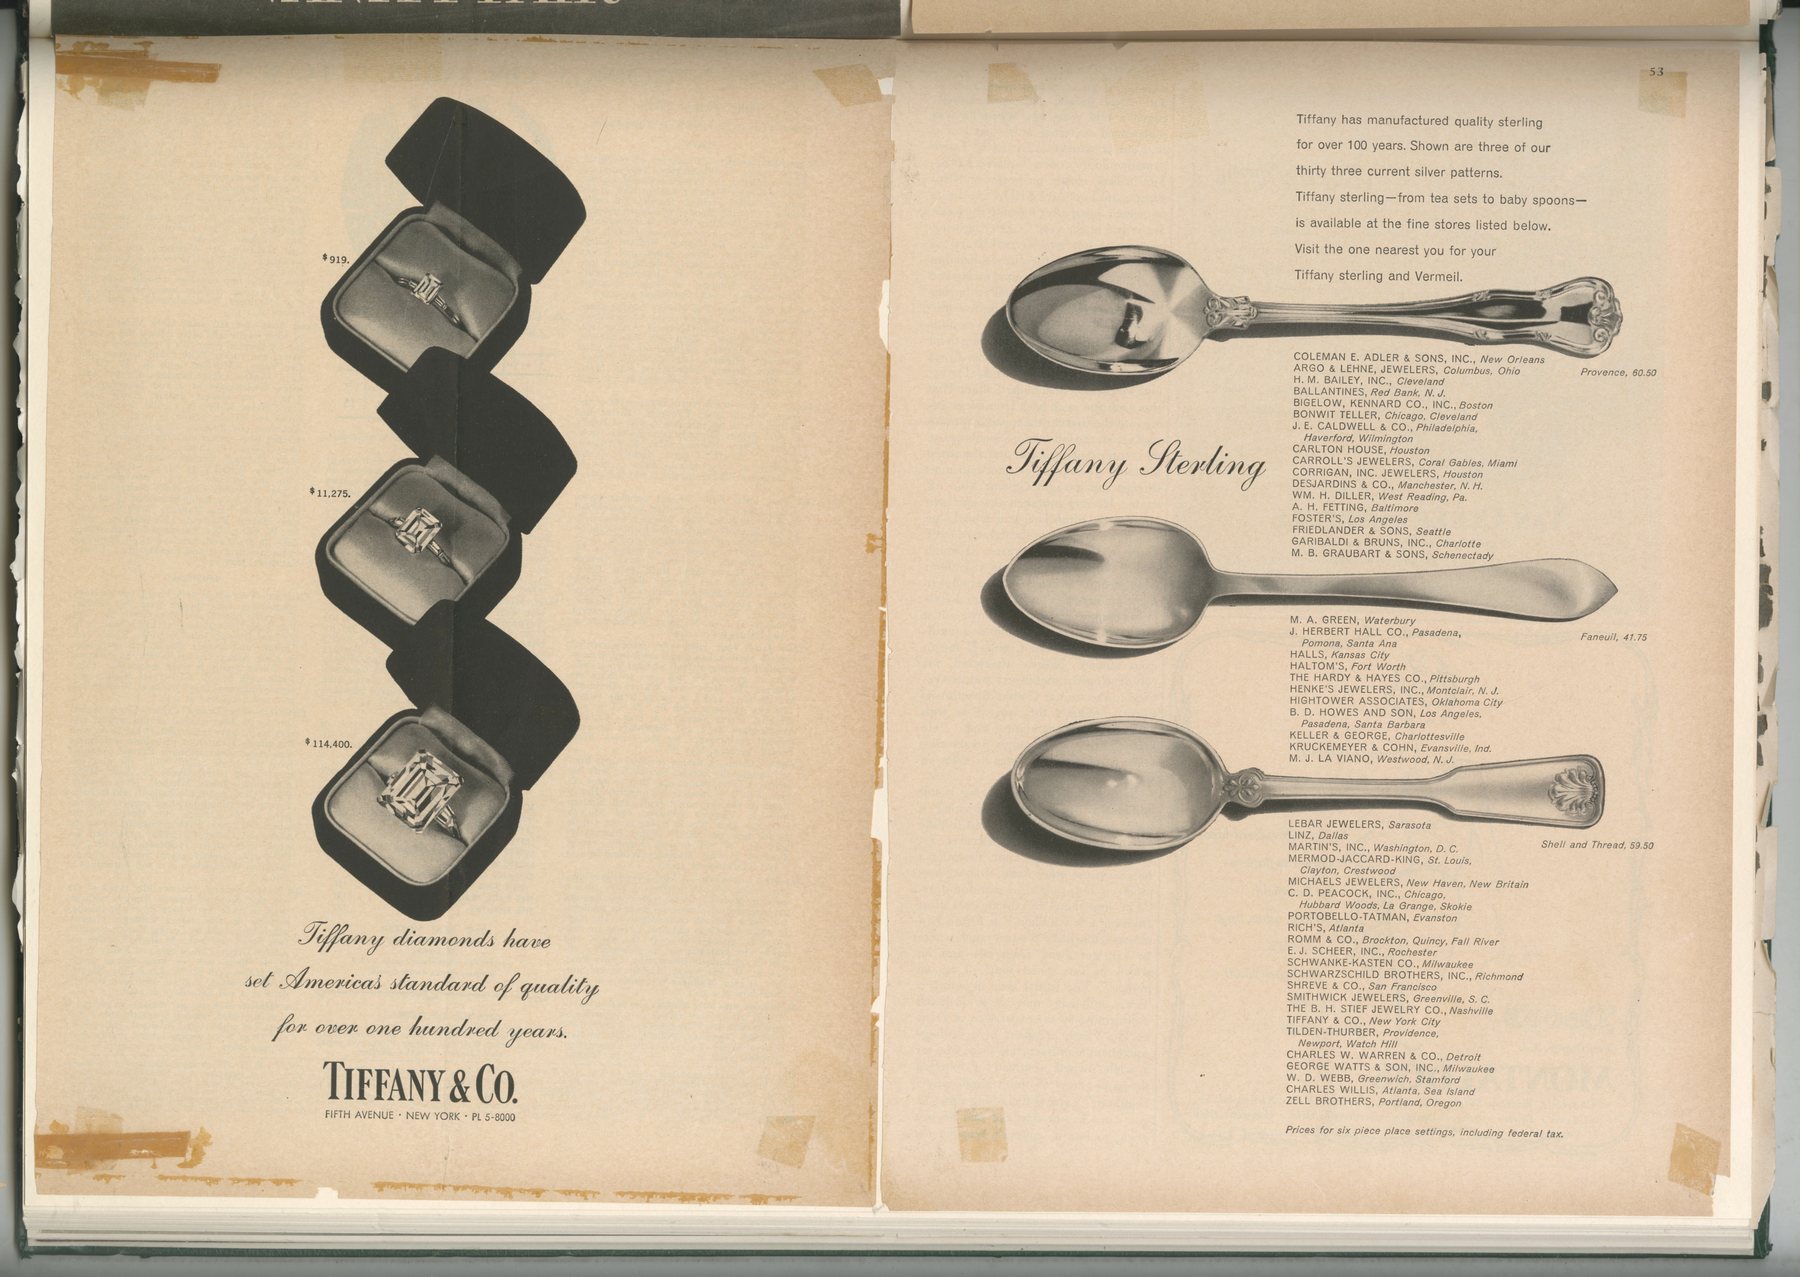 $919.
$11,275.
$114,400.
Tiffany diamonds have
set America's standard of quality
for over one hundred years.
TIFFANY & CO.
FIFTH AVENUE · NEW YORK · PL 5-8000
53
Tiffany has manufactured quality sterling
for over 100 years. Shown are three of our
thirty three current silver patterns.
Tiffany sterling—from tea sets to baby spoons—
is available at the fine stores listed below.
Visit the one nearest you for your
Tiffany sterling and Vermeil.
COLEMAN E. ADLER & SONS, INC., New Orleans
ARGO & LEHNE, JEWELERS, Columbus, Ohio
H. M. BAILEY, INC., Cleveland
BALLANTINES, Red Bank, N. J.
BIGELOW, KENNARD CO., INC., Boston
BONWIT TELLER, Chicago, Cleveland
J. E. CALDWELL & CO., Philadelphia,
Haverford, Wilmington
CARLTON HOUSE, Houston
CARROLL'S JEWELERS, Coral Gables, Miami
CORRIGAN, INC. JEWELERS, Houston
DESJARDINS & CO., Manchester, N. H.
WM. H. DILLER, West Reading, Pa.
A. H. FETTING, Baltimore
FOSTER'S, Los Angeles
FRIEDLANDER & SONS, Seattle
GARIBALDI & BRUNS, INC., Charlotte
M. B. GRAUBART & SONS, Schenectady
Provence, 60.50
Tiffany Sterling
M. A. GREEN, Waterbury
J. HERBERT HALL CO., Pasadena,
Pomona, Santa Ana
HALLS, Kansas City
HALTOM'S, Fort Worth
THE HARDY & HAYES CO., Pittsburgh
HENKE'S JEWELERS, INC., Montclair, N. J.
HIGHTOWER ASSOCIATES, Oklahoma City
B. D. HOWES AND SON, Los Angeles,
Pasadena, Santa Barbara
KELLER & GEORGE, Charlottesville
KRUCKEMEYER & COHN, Evansville, Ind.
M. J. LA VIANO, Westwood, N. J.
Faneuil, 41.75
LEBAR JEWELERS, Sarasota
LINZ, Dallas
MARTIN'S, INC., Washington, D. C.
MERMOD-JACCARD-KING, St. Louis,
Clayton, Crestwood
MICHAELS JEWELERS, New Haven, New Britain
C. D. PEACOCK, INC., Chicago,
Hubbard Woods, La Grange, Skokie
PORTOBELLO-TATMAN, Evanston
RICH'S, Atlanta
ROMM & CO., Brockton, Quincy, Fall River
E. J. SCHEER, INC., Rochester
SCHWANKE-KASTEN CO., Milwaukee
SCHWARZSCHILD BROTHERS, INC., Richmond
SHREVE & CO., San Francisco
SMITHWICK JEWELERS, Greenville, S. C.
THE B. H. STIEF JEWELRY CO., Nashville
TIFFANY & CO., New York City
TILDEN-THURBER, Providence,
Newport, Watch Hill
CHARLES W. WARREN & CO., Detroit
GEORGE WATTS & SON, INC., Milwaukee
W. D. WEBB, Greenwich, Stamford
CHARLES WILLIS, Atlanta, Sea Island
ZELL BROTHERS, Portland, Oregon
Shell and Thread, 59.50
Prices for six piece place settings, including federal tax.